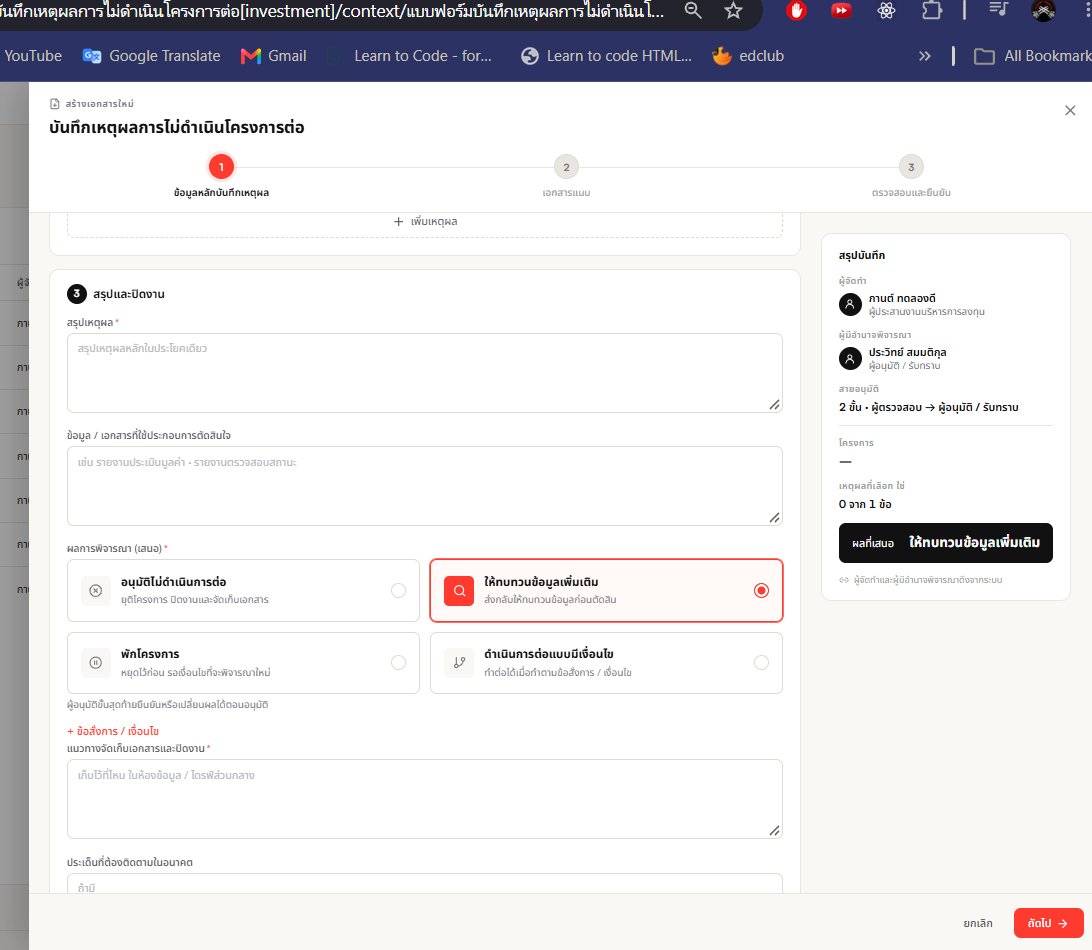 บันทึกเหตุผลการไม่ดำเนินโครงการต่อ[investment]/context/แบบฟอร์มบันทึกเหตุผลการไม่ดำเนินโ...
YouTube Google Translate Gmail Learn to Code - for... Learn to code HTML... edclub » All Bookmark
สร้างเอกสารใหม่
บันทึกเหตุผลการไม่ดำเนินโครงการต่อ
1 2 3
ข้อมูลหลักบันทึกเหตุผล เอกสารแนบ ตรวจสอบและยืนยัน
+ เพิ่มเหตุผล
3 สรุปและปิดงาน
สรุปเหตุผล *
สรุปเหตุผลหลักในประโยคเดียว
ข้อมูล / เอกสารที่ใช้ประกอบการตัดสินใจ
เช่น รายงานประเมินมูลค่า • รายงานตรวจสอบสถานะ
ผลการพิจารณา (เสนอ) *
อนุมัติไม่ดำเนินการต่อ
ยุติโครงการ ปิดงานและจัดเก็บเอกสาร
ให้ทบทวนข้อมูลเพิ่มเติม
ส่งกลับให้ทบทวนข้อมูลก่อนตัดสิน
พักโครงการ
หยุดไว้ก่อน รอเงื่อนไขที่จะพิจารณาใหม่
ดำเนินการต่อแบบมีเงื่อนไข
ทำต่อได้เมื่อทำตามข้อสั่งการ / เงื่อนไข
ผู้อนุมัติขั้นสุดท้ายยืนยันหรือเปลี่ยนผลได้ตอนอนุมัติ
+ ข้อสั่งการ / เงื่อนไข
แนวทางจัดเก็บเอกสารและปิดงาน *
เก็บไว้ที่ไหน ในห้องข้อมูล / ไดรฟ์ส่วนกลาง
ประเด็นที่ต้องติดตามในอนาคต
ถ้ามี
สรุปบันทึก
ผู้จัดทำ
กานต์ ทดลองดี
ผู้ประสานงานบริหารการลงทุน
ผู้มีอำนาจพิจารณา
ประวิทย์ สมมติกุล
ผู้อนุมัติ / รับทราบ
สายอนุมัติ
2 ขั้น • ผู้ตรวจสอบ → ผู้อนุมัติ / รับทราบ
โครงการ
—
เหตุผลที่เลือก ใช่
0 จาก 1 ข้อ
ผลที่เสนอ ให้ทบทวนข้อมูลเพิ่มเติม
ผู้จัดทำและผู้มีอำนาจพิจารณาดึงจากระบบ
ยกเลิก ถัดไป →